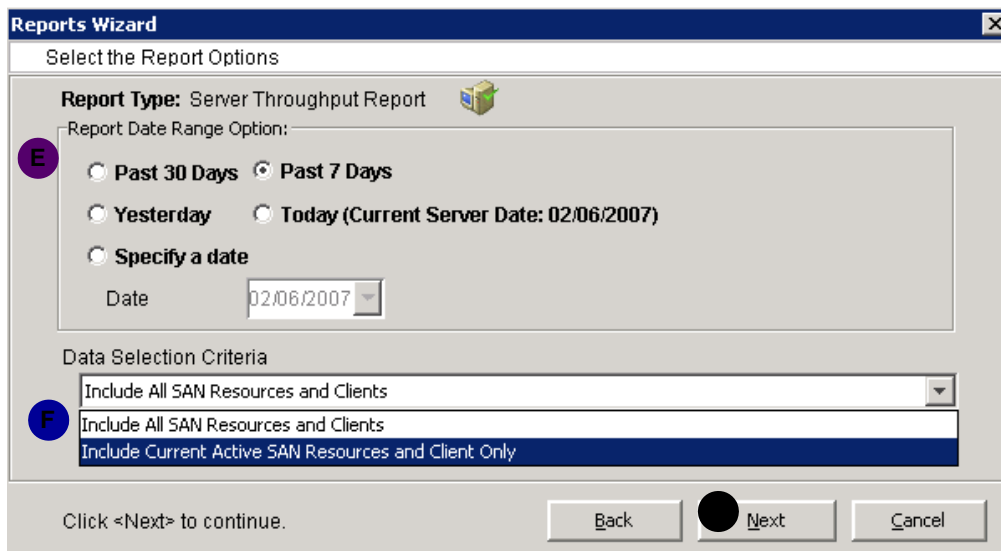 Reports Wizard
Select the Report Options
Report Type: Server Throughput Report
Report Date Range Option:
E
Past 30 Days Past 7 Days
Yesterday Today (Current Server Date: 02/06/2007)
Specify a date
Date 02/06/2007
Data Selection Criteria
Include All SAN Resources and Clients
F
Include All SAN Resources and Clients
Include Current Active SAN Resources and Client Only
Click <Next> to continue.
Back Next Cancel